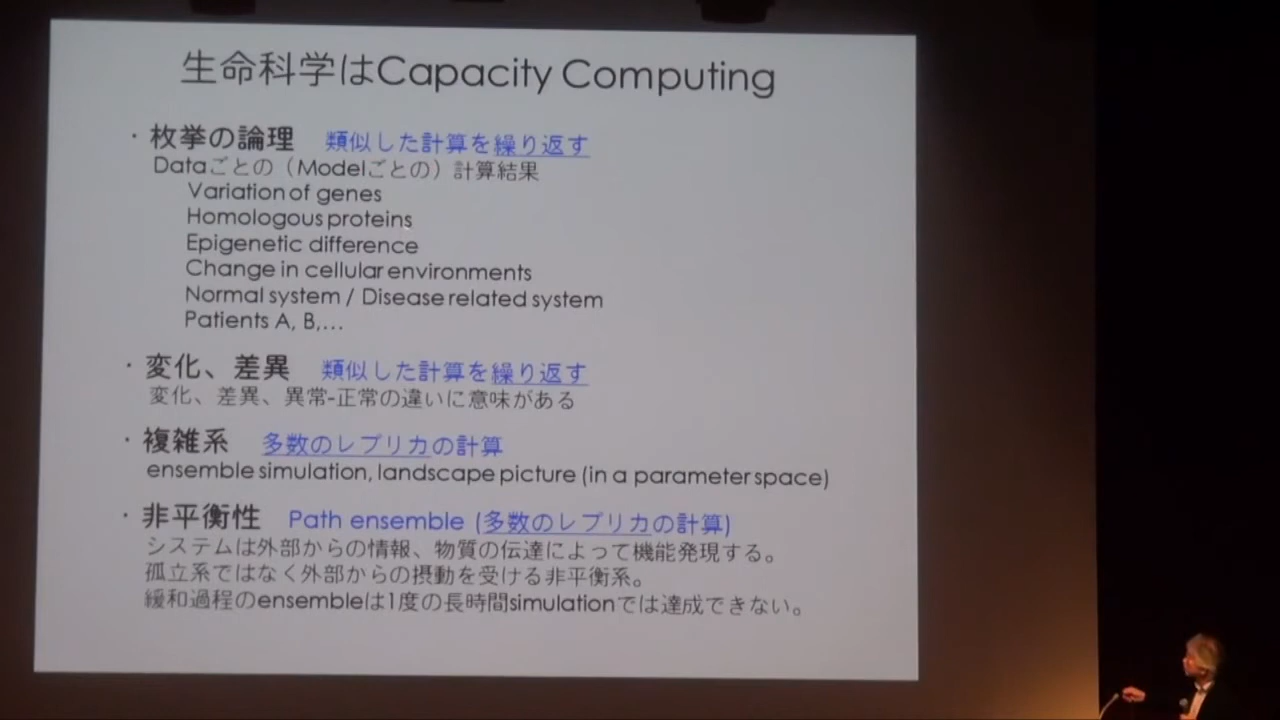 生命科学はCapacity Computing
・枚挙の論理 類似した計算を繰り返す
Dataごとの（Modelごとの）計算結果
Variation of genes
Homologous proteins
Epigenetic difference
Change in cellular environments
Normal system / Disease related system
Patients A, B,...
・変化、差異 類似した計算を繰り返す
変化、差異、異常-正常の違いに意味がある
・複雑系 多数のレプリカの計算
ensemble simulation, landscape picture (in a parameter space)
・非平衡性 Path ensemble (多数のレプリカの計算)
システムは外部からの情報、物質の伝達によって機能発現する。
孤立系ではなく外部からの摂動を受ける非平衡系。
緩和過程のensembleは1度の長時間simulationでは達成できない。